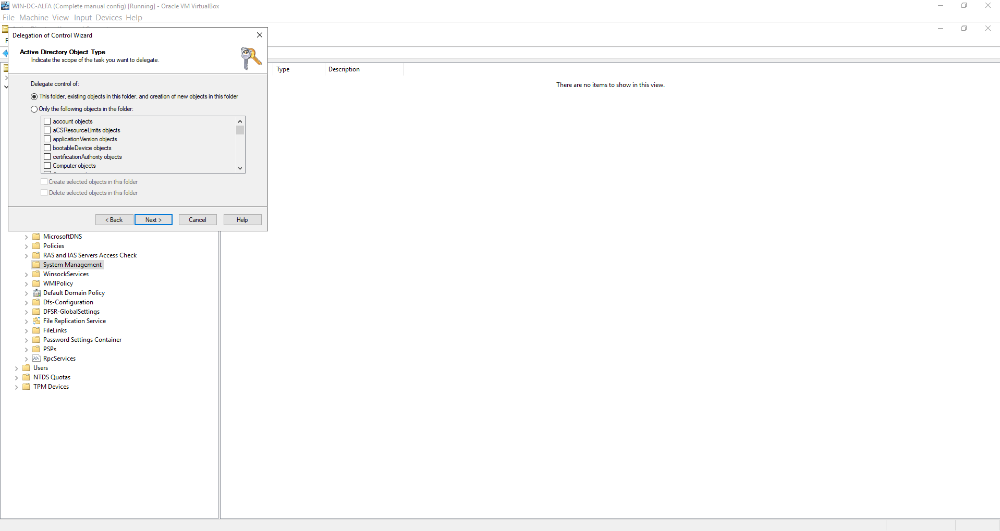 WIN-DC-ALFA (Complete manual config) [Running] - Oracle VM VirtualBox
File Machine View Input Devices Help
Delegation of Control Wizard
Active Directory Object Type
Indicate the scope of the task you want to delegate.
Type Description
There are no items to show in this view.
Delegate control of:
This folder, existing objects in this folder, and creation of new objects in this folder
Only the following objects in the folder:
account objects
aCSResourceLimits objects
applicationVersion objects
bootableDevice objects
certificationAuthority objects
Computer objects
Create selected objects in this folder
Delete selected objects in this folder
< Back Next > Cancel Help
MicrosoftDNS
Policies
RAS and IAS Servers Access Check
System Management
WinsockServices
WMIPolicy
Default Domain Policy
Dfs-Configuration
DFSR-GlobalSettings
File Replication Service
FileLinks
Password Settings Container
PSPs
RpcServices
Users
NTDS Quotas
TPM Devices